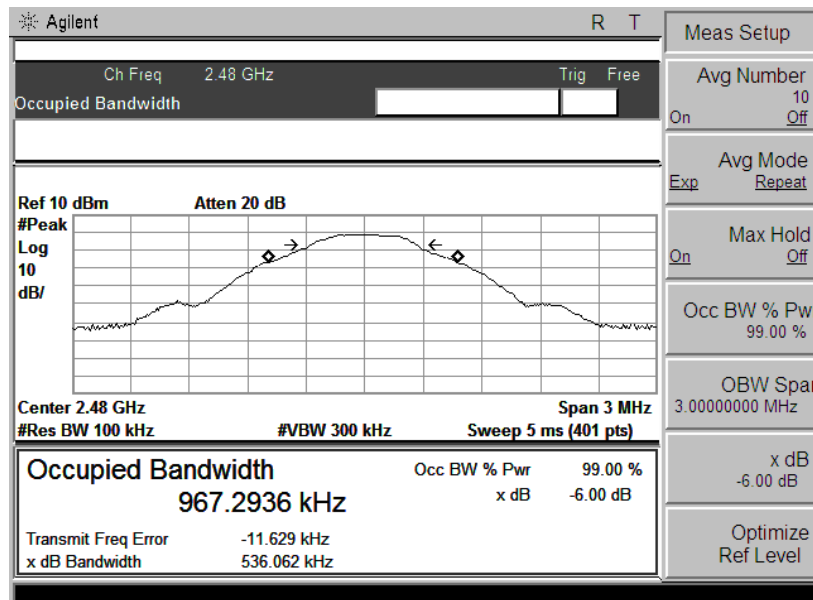 Agilent R T
Ch Freq 2.48 GHz Trig Free
Occupied Bandwidth
Ref 10 dBm Atten 20 dB
#Peak
Log
10
dB/
Center 2.48 GHz Span 3 MHz
#Res BW 100 kHz #VBW 300 kHz Sweep 5 ms (401 pts)
Occupied Bandwidth
967.2936 kHz
Occ BW % Pwr 99.00 %
x dB -6.00 dB
Transmit Freq Error -11.629 kHz
x dB Bandwidth 536.062 kHz
Meas Setup
Avg Number
10
On Off
Avg Mode
Exp Repeat
Max Hold
On Off
Occ BW % Pw
99.00 %
OBW Spa
3.00000000 MHz
x dB
-6.00 dB
Optimize
Ref Level